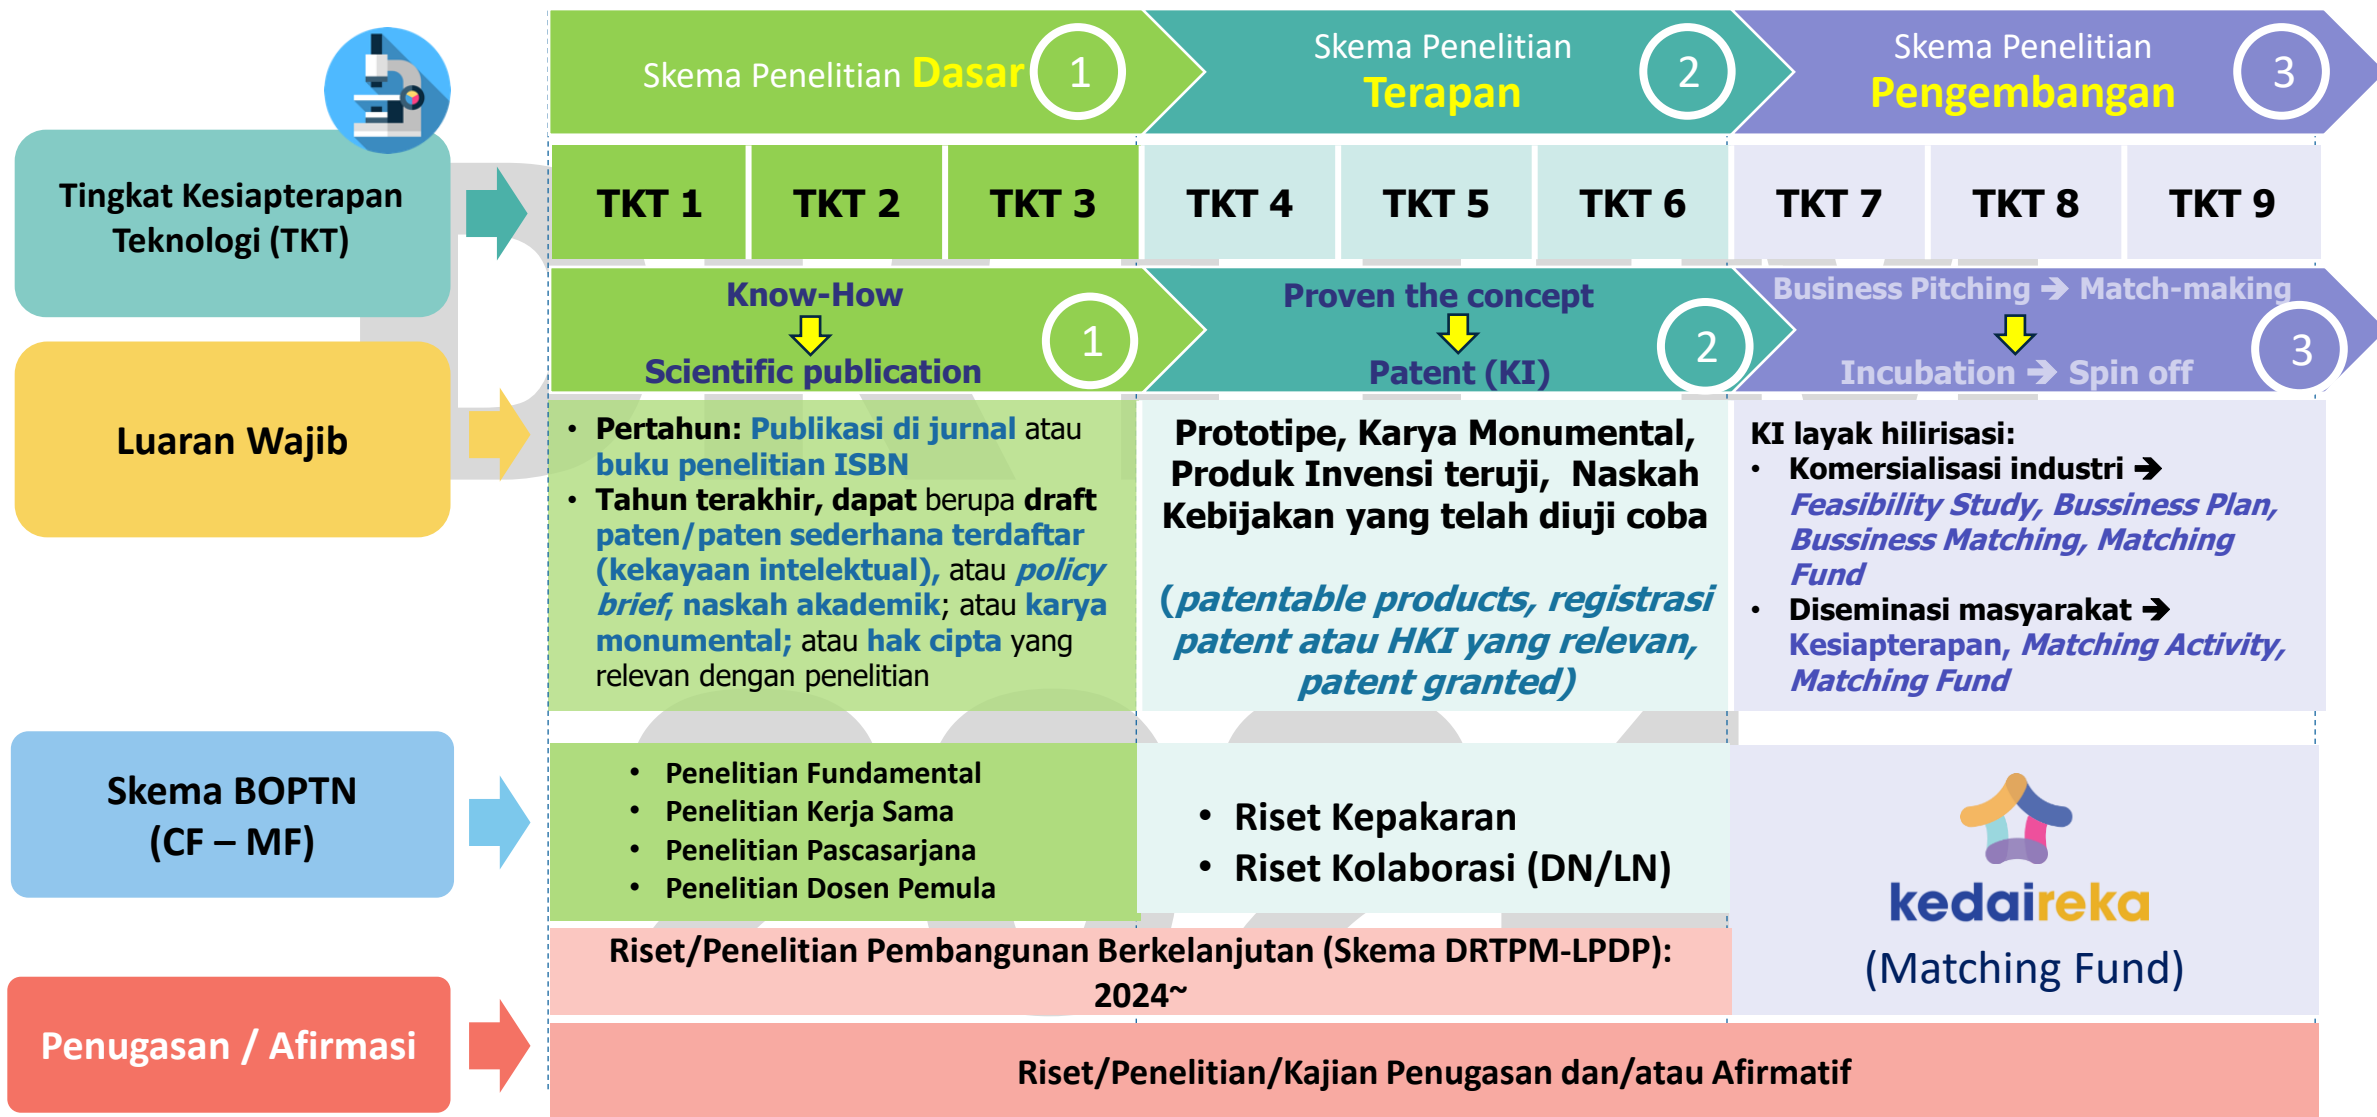 Skema Penelitian Dasar 1
Skema Penelitian
Terapan
2
Skema Penelitian
Pengembangan
3
Tingkat Kesiapterapan
Teknologi (TKT)
TKT 1
TKT 2
TKT 3
TKT 4
TKT 5
TKT 6
TKT 7
TKT 8
TKT 9
Know-How
Scientific publication
1
Proven the concept
Patent (KI)
2
Business Pitching ➔ Match-making
Incubation ➔ Spin off
3
Luaran Wajib
• Pertahun: Publikasi di jurnal atau
buku penelitian ISBN
• Tahun terakhir, dapat berupa draft
paten/paten sederhana terdaftar
(kekayaan intelektual), atau policy
brief, naskah akademik; atau karya
monumental; atau hak cipta yang
relevan dengan penelitian
Prototipe, Karya Monumental,
Produk Invensi teruji, Naskah
Kebijakan yang telah diuji coba
(patentable products, registrasi
patent atau HKI yang relevan,
patent granted)
KI layak hilirisasi:
• Komersialisasi industri ➔
Feasibility Study, Bussiness Plan,
Bussiness Matching, Matching
Fund
• Diseminasi masyarakat ➔
Kesiapterapan, Matching Activity,
Matching Fund
Skema BOPTN
(CF – MF)
• Penelitian Fundamental
• Penelitian Kerja Sama
• Penelitian Pascasarjana
• Penelitian Dosen Pemula
• Riset Kepakaran
• Riset Kolaborasi (DN/LN)
kedaireka
(Matching Fund)
Riset/Penelitian Pembangunan Berkelanjutan (Skema DRTPM-LPDP):
2024~
Penugasan / Afirmasi
Riset/Penelitian/Kajian Penugasan dan/atau Afirmatif